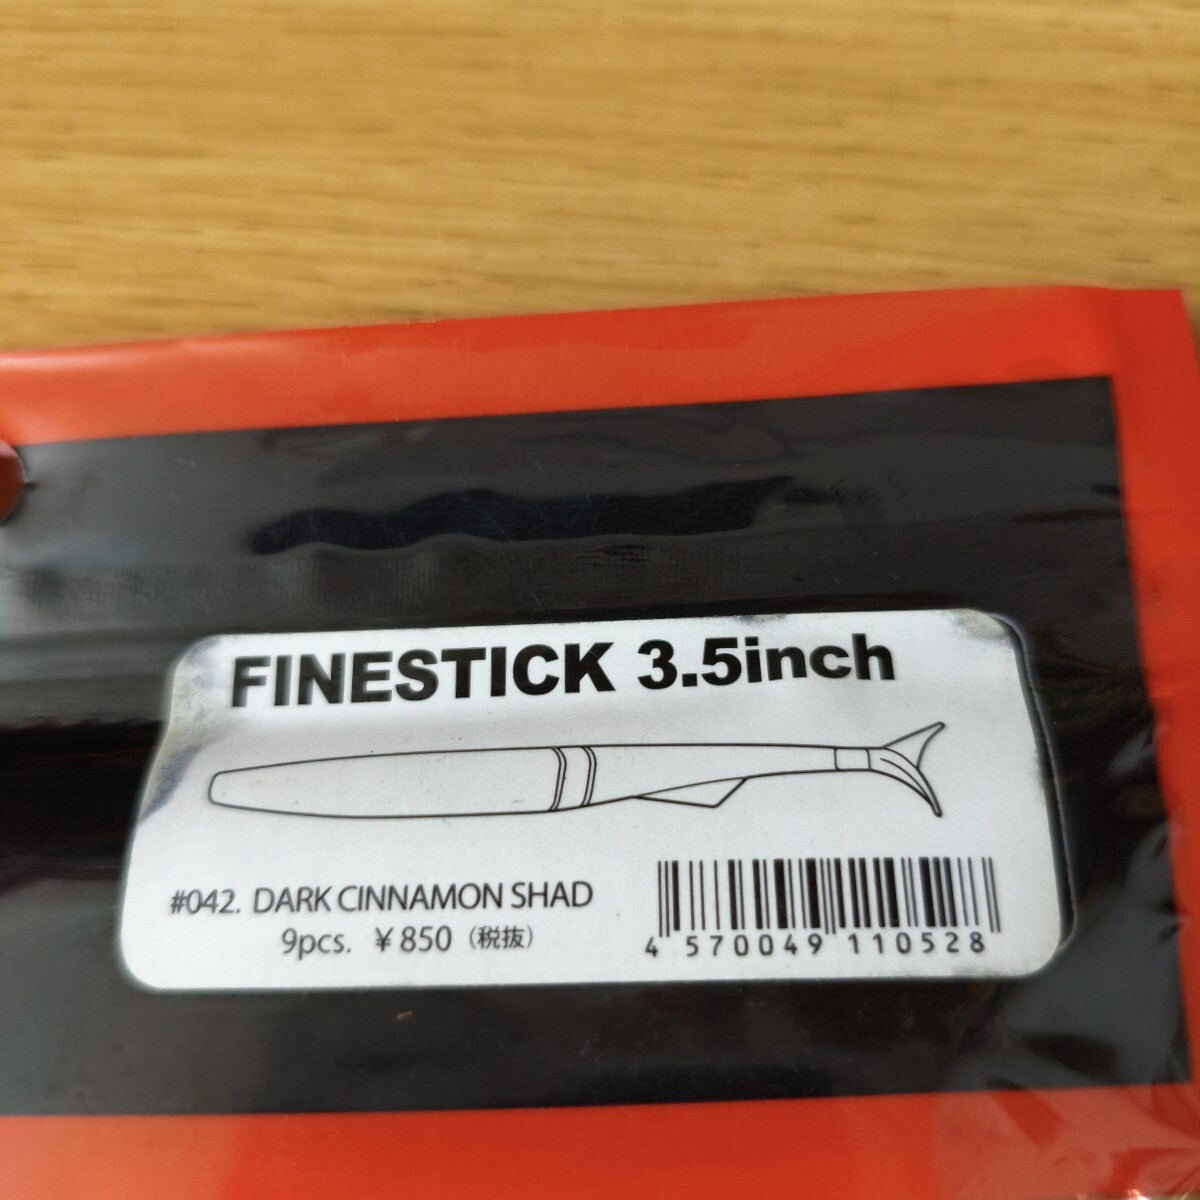 FINESTICK 3.5inch
#042. DARK CINNAMON SHAD
9pcs. ￥850（税抜）
4 570049 110528